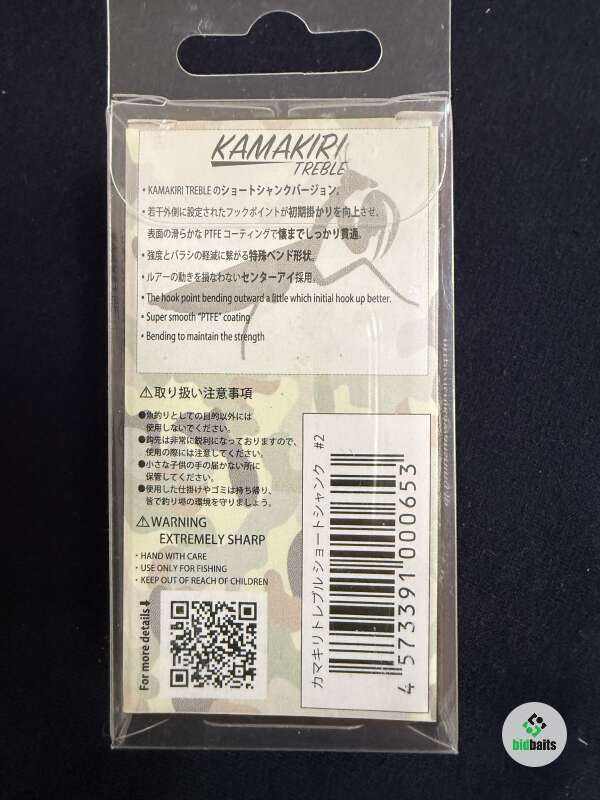 KAMAKIRI
TREBLE
・KAMAKIRI TREBLE のショートシャンクバージョン。
・若干外側に設定されたフックポイントが初期掛かりを向上させ、
表面の滑らかな PTFE コーティングで懐までしっかり貫通。
・強度とバラシの軽減に繋がる特殊ベンド形状。
・ルアーの動きを損なわないセンターアイ採用。
・The hook point bending outward a little which initial hook up better.
・Super smooth "PTFE" coating
・Bending to maintain the strength
⚠取り扱い注意事項
●魚釣りとしての目的以外には
使用しないでください。
●鈎先は非常に鋭利になっておりますので、
使用の際には注意してください。
●小さな子供の手の届かない所に
保管してください。
●使用した仕掛けやゴミは持ち帰り、
皆で釣り場の環境を守りましょう。
⚠WARNING
EXTREMELY SHARP
・HAND WITH CARE
・USE ONLY FOR FISHING
・KEEP OUT OF REACH OF CHILDREN
For more details⬇
カマキリトレブルショートシャンク #2
4 573391 000653
bidbaits